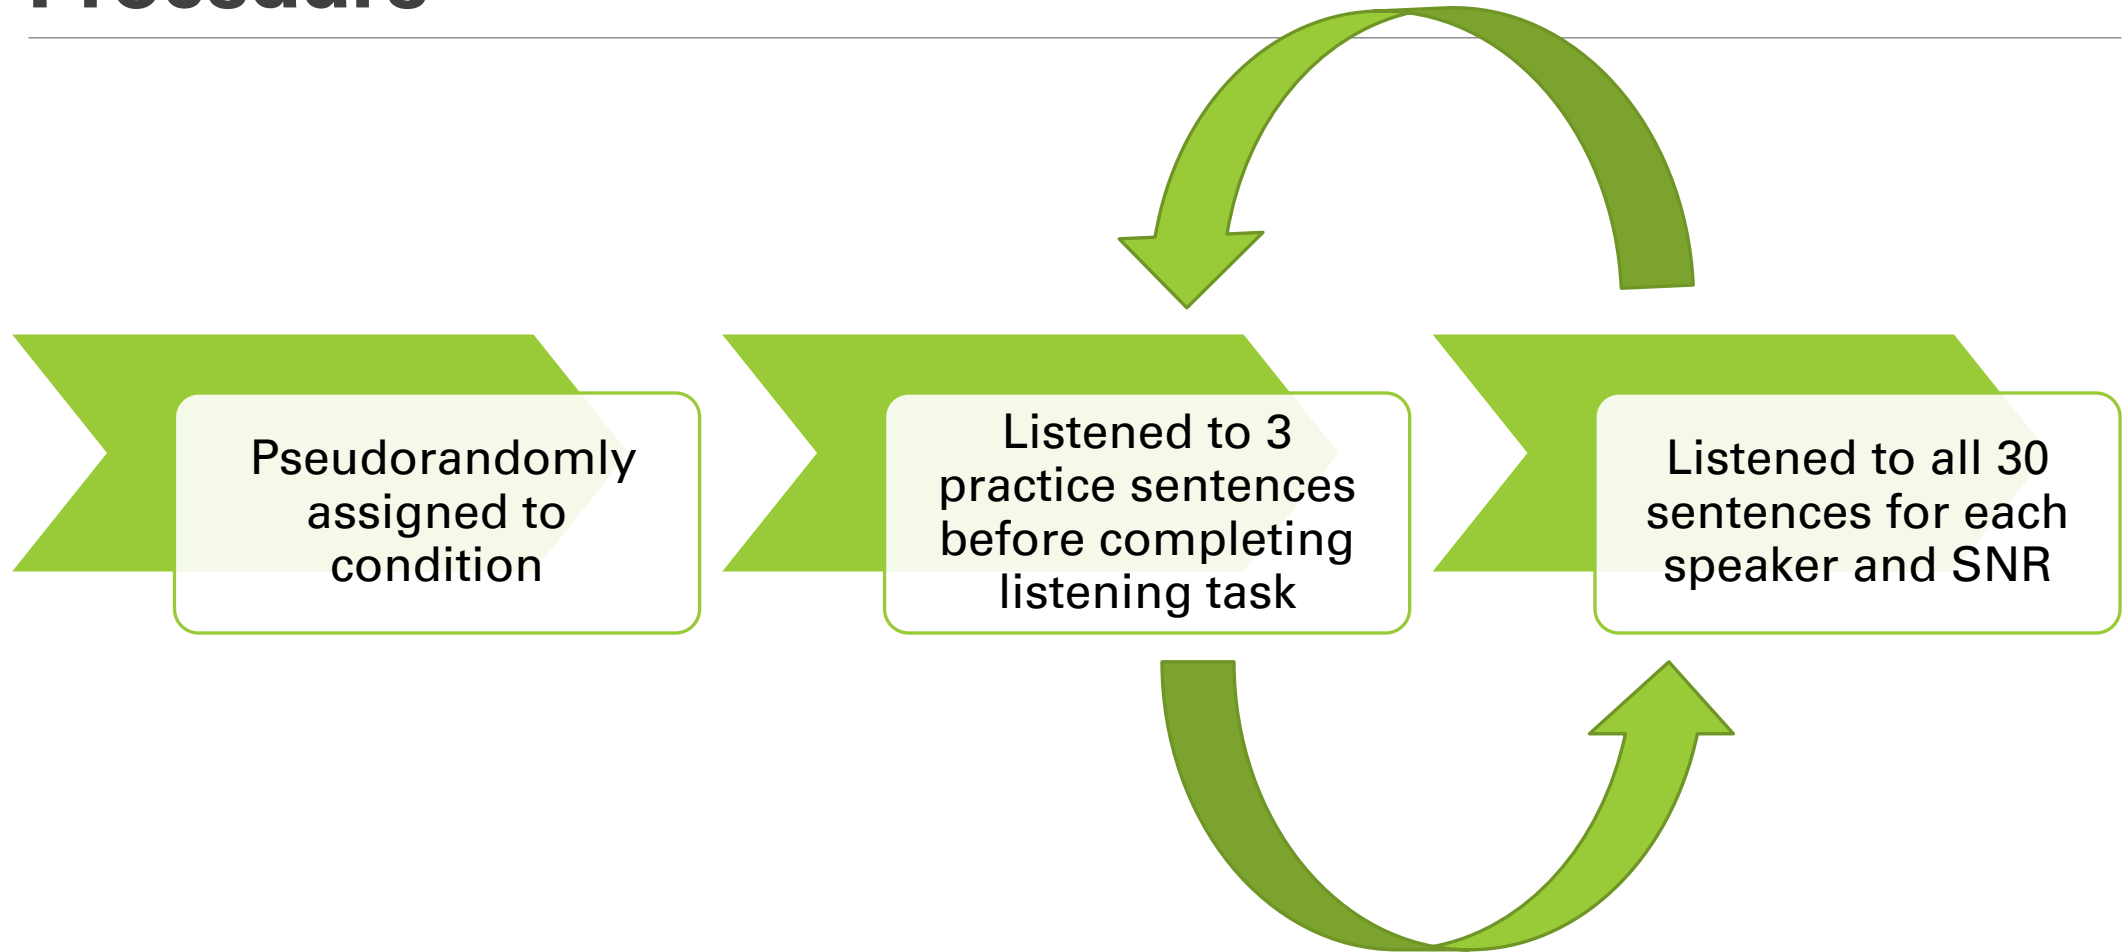 Procedure
Pseudorandomly
assigned to
condition
Listened to 3
practice sentences
before completing
listening task
Listened to all 30
sentences for each
speaker and SNR